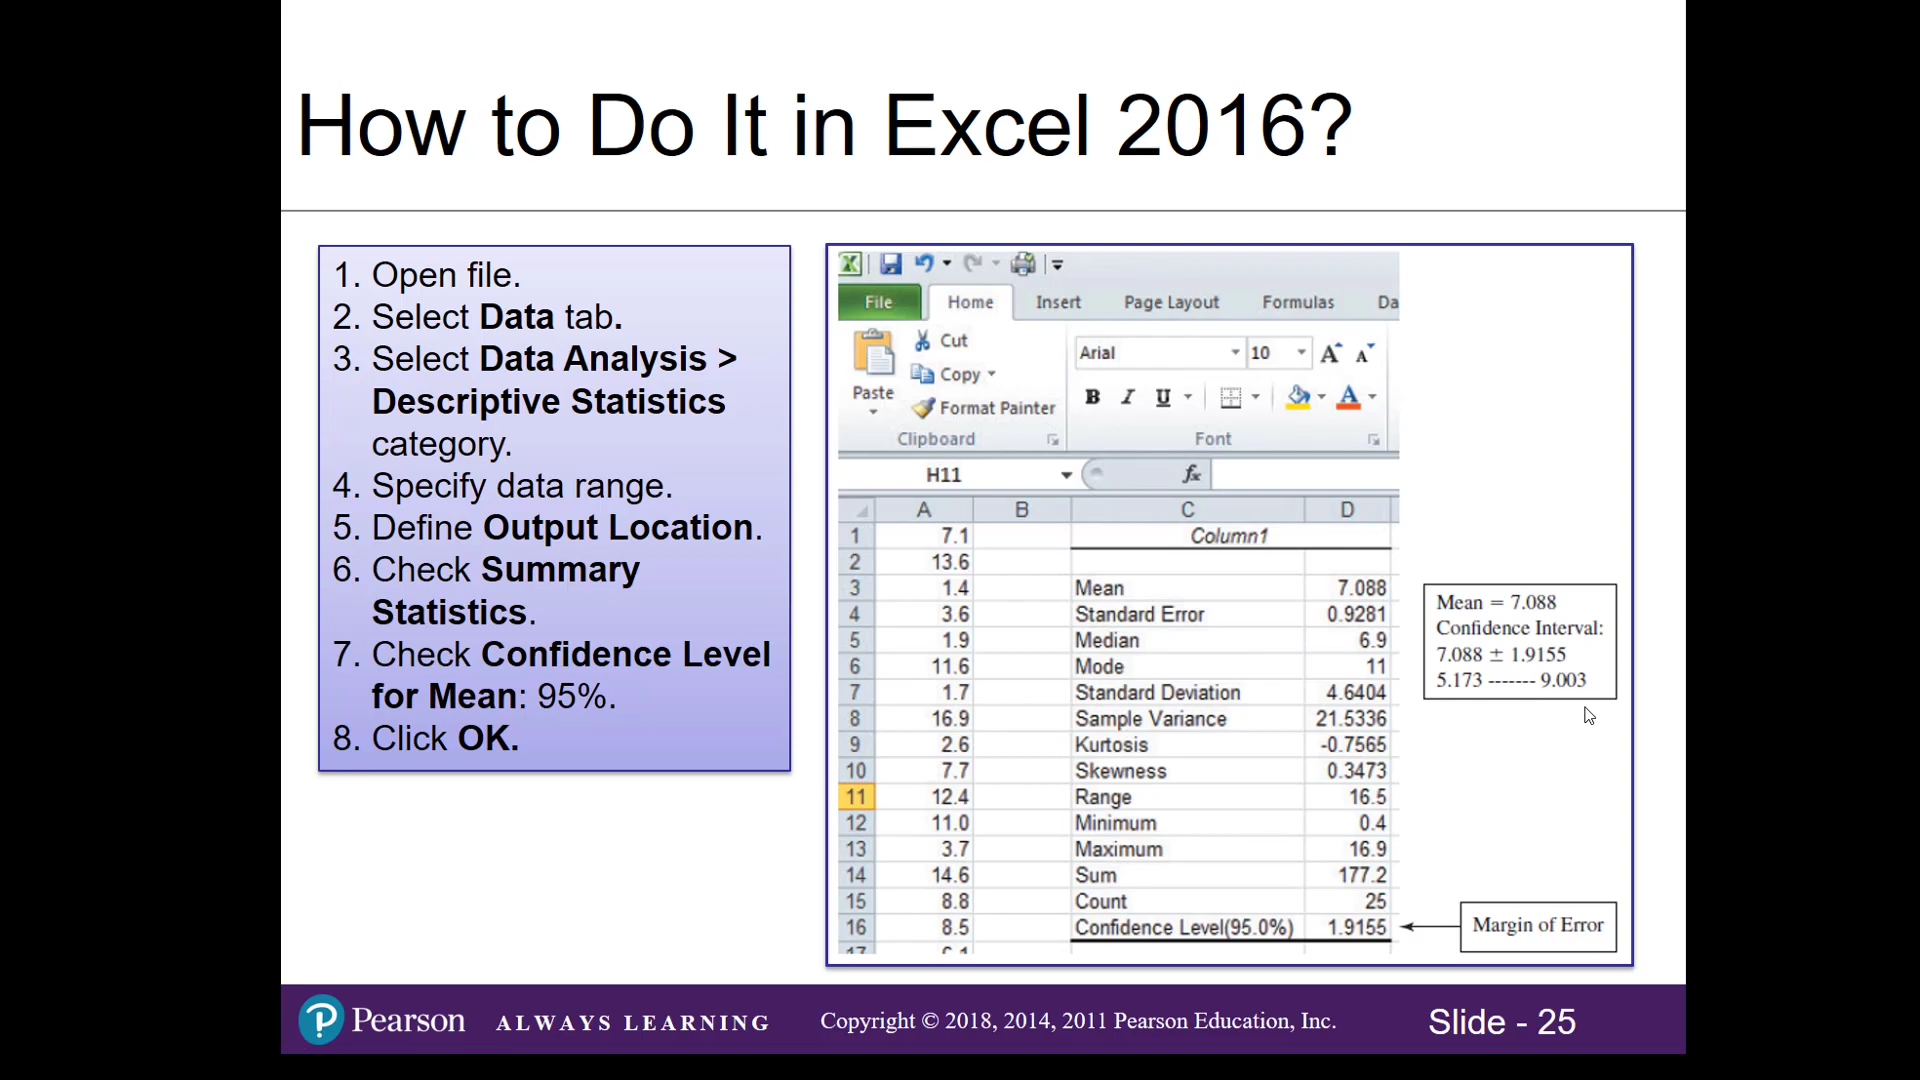 How to Do It in Excel 2016?
1. Open file.
2. Select Data tab.
3. Select Data Analysis >
Descriptive Statistics
category.
4. Specify data range.
5. Define Output Location.
6. Check Summary
Statistics.
7. Check Confidence Level
for Mean: 95%.
8. Click OK.
File Home Insert Page Layout Formulas Da
Paste
Cut
Copy
Format Painter
Clipboard
Arial 10 A A
B I U A
Font
H11 fx
A B C D
1 7.1 Column1
2 13.6
3 1.4 Mean 7.088
4 3.6 Standard Error 0.9281
5 1.9 Median 6.9
6 11.6 Mode 11
7 1.7 Standard Deviation 4.6404
8 16.9 Sample Variance 21.5336
9 2.6 Kurtosis -0.7565
10 7.7 Skewness 0.3473
11 12.4 Range 16.5
12 11.0 Minimum 0.4
13 3.7 Maximum 16.9
14 14.6 Sum 177.2
15 8.8 Count 25
16 8.5 Confidence Level(95.0%) 1.9155
Mean = 7.088
Confidence Interval:
7.088 ± 1.9155
5.173 ------- 9.003
Margin of Error
Pearson ALWAYS LEARNING Copyright © 2018, 2014, 2011 Pearson Education, Inc. Slide - 25